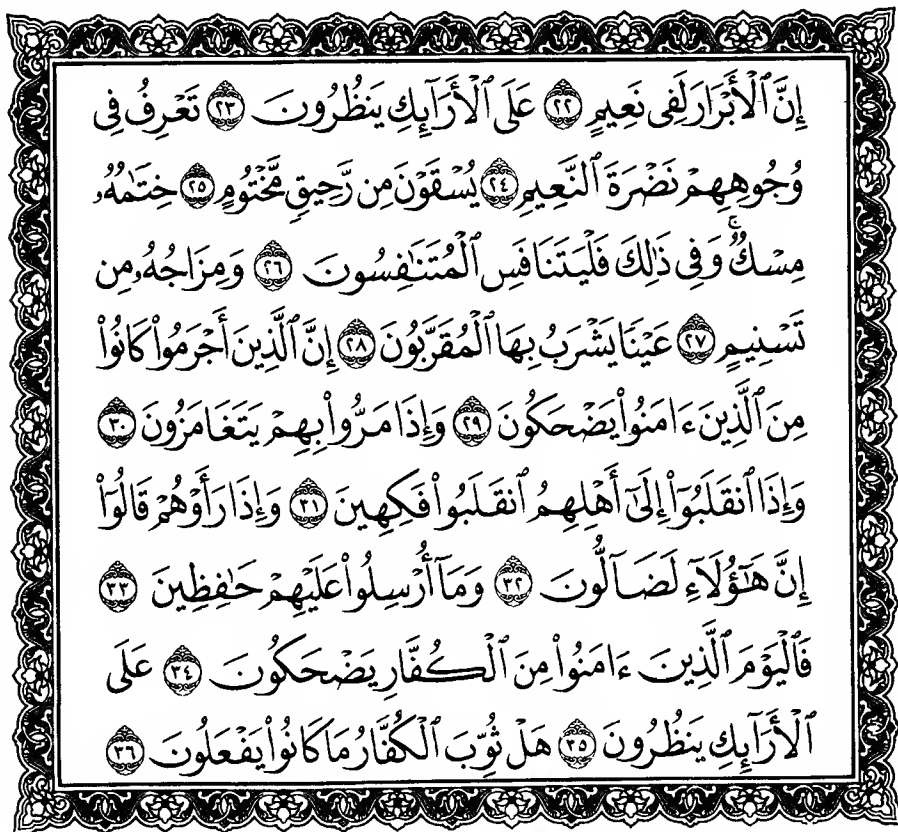 إِنَّ ٱلْأَبْرَارَ لَفِى نَعِيمٍ ٢٢ عَلَى ٱلْأَرَآئِكِ يَنظُرُونَ ٢٣ تَعْرِفُ فِى
وُجُوهِهِمْ نَضْرَةَ ٱلنَّعِيمِ ٢٤ يُسْقَوْنَ مِن رَّحِيقٍ مَّخْتُومٍ ٢٥ خِتَٰمُهُۥ
مِسْكٌ ۚ وَفِى ذَٰلِكَ فَلْيَتَنَافَسِ ٱلْمُتَنَٰفِسُونَ ٢٦ وَمِزَاجُهُۥ مِن
تَسْنِيمٍ ٢٧ عَيْنًا يَشْرَبُ بِهَا ٱلْمُقَرَّبُونَ ٢٨ إِنَّ ٱلَّذِينَ أَجْرَمُوا۟ كَانُوا۟
مِنَ ٱلَّذِينَ ءَامَنُوا۟ يَضْحَكُونَ ٢٩ وَإِذَا مَرُّوا۟ بِهِمْ يَتَغَامَزُونَ ٣٠
وَإِذَا ٱنقَلَبُوٓا۟ إِلَىٰٓ أَهْلِهِمُ ٱنقَلَبُوا۟ فَكِهِينَ ٣١ وَإِذَا رَأَوْهُمْ قَالُوٓا۟
إِنَّ هَٰٓؤُلَآءِ لَضَآلُّونَ ٣٢ وَمَآ أُرْسِلُوا۟ عَلَيْهِمْ حَٰفِظِينَ ٣٣
فَٱلْيَوْمَ ٱلَّذِينَ ءَامَنُوا۟ مِنَ ٱلْكُفَّارِ يَضْحَكُونَ ٣٤ عَلَى
ٱلْأَرَآئِكِ يَنظُرُونَ ٣٥ هَلْ ثُوِّبَ ٱلْكُفَّارُ مَا كَانُوا۟ يَفْعَلُونَ ٣٦